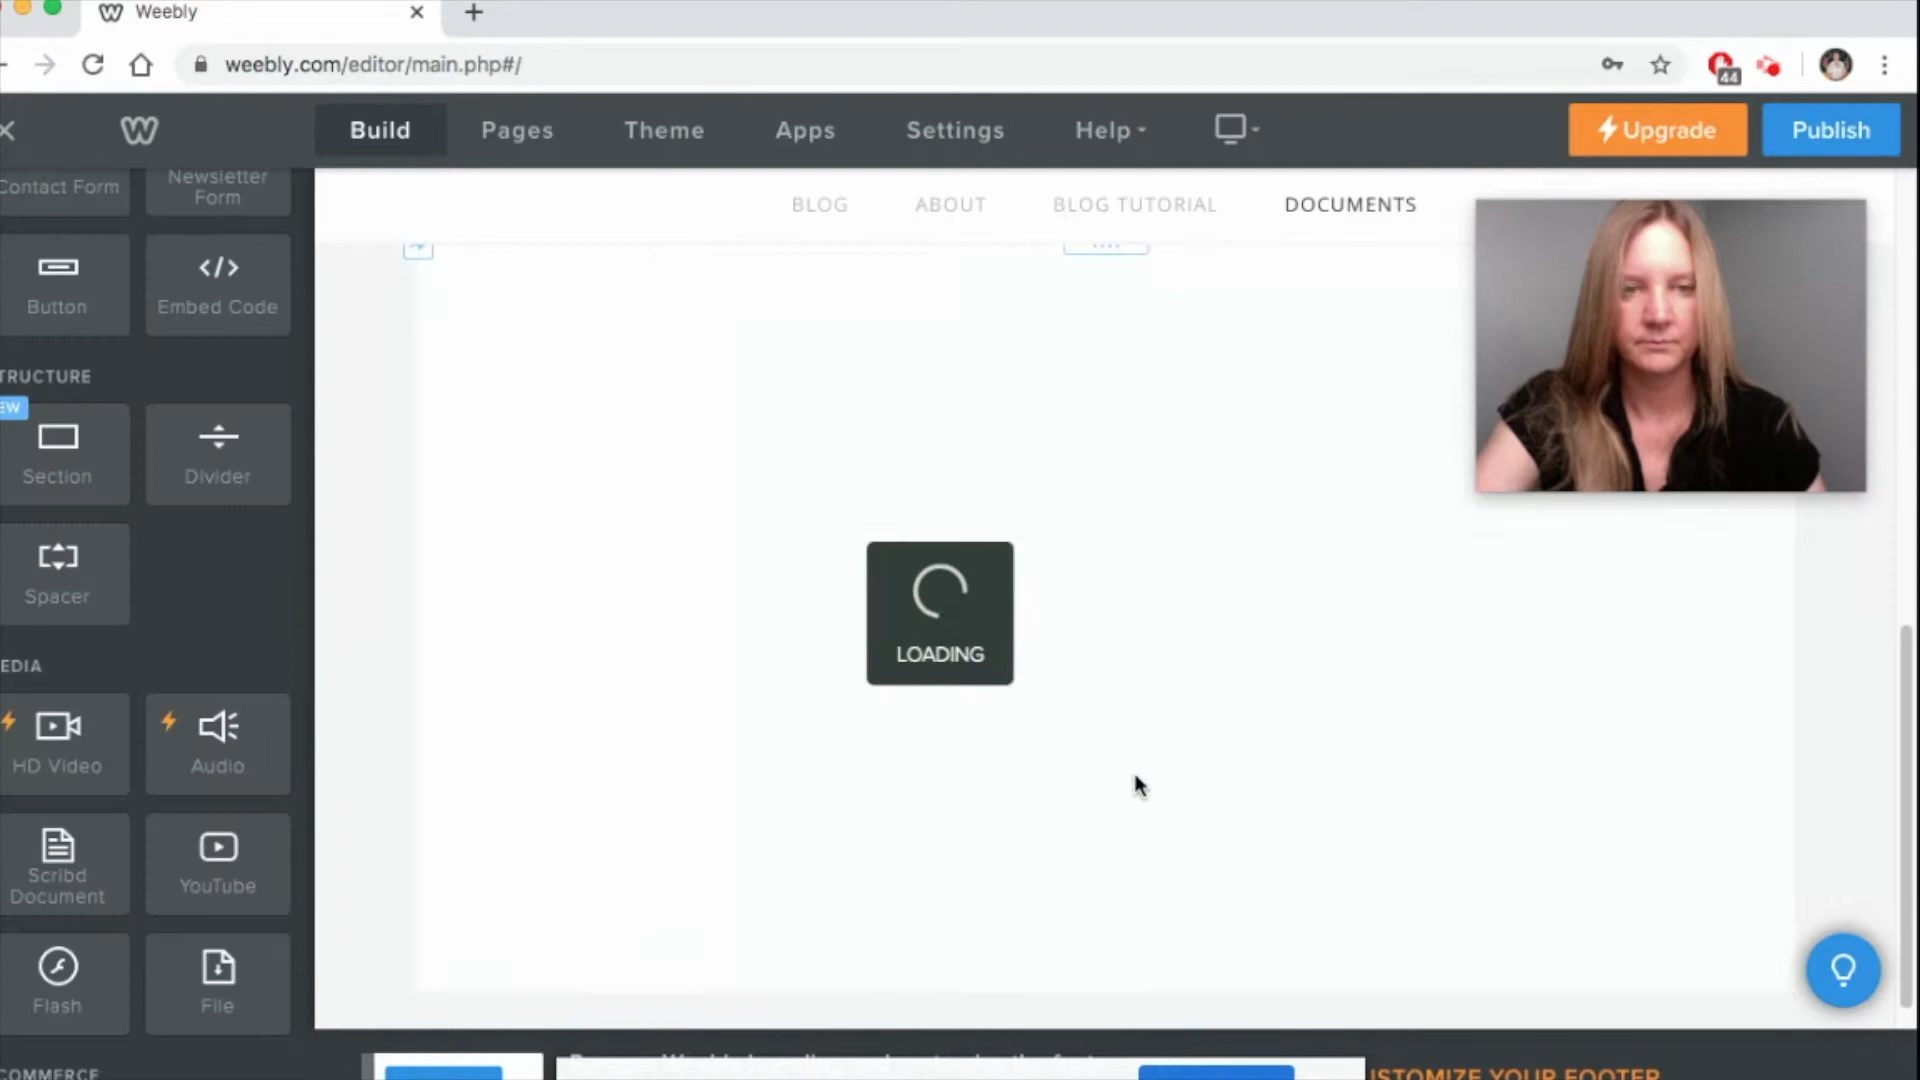 Weebly
weebly.com/editor/main.php#/
44
Build Pages Theme Apps Settings Help Upgrade Publish
Contact Form
Newsletter
Form
BLOG ABOUT BLOG TUTORIAL DOCUMENTS
Button
Embed Code
TRUCTURE
EW
Section
Divider
Spacer
LOADING
EDIA
HD Video
Audio
Scribd
Document
YouTube
Flash
File
COMMERCE
STOMIZE YOUR FOOTER